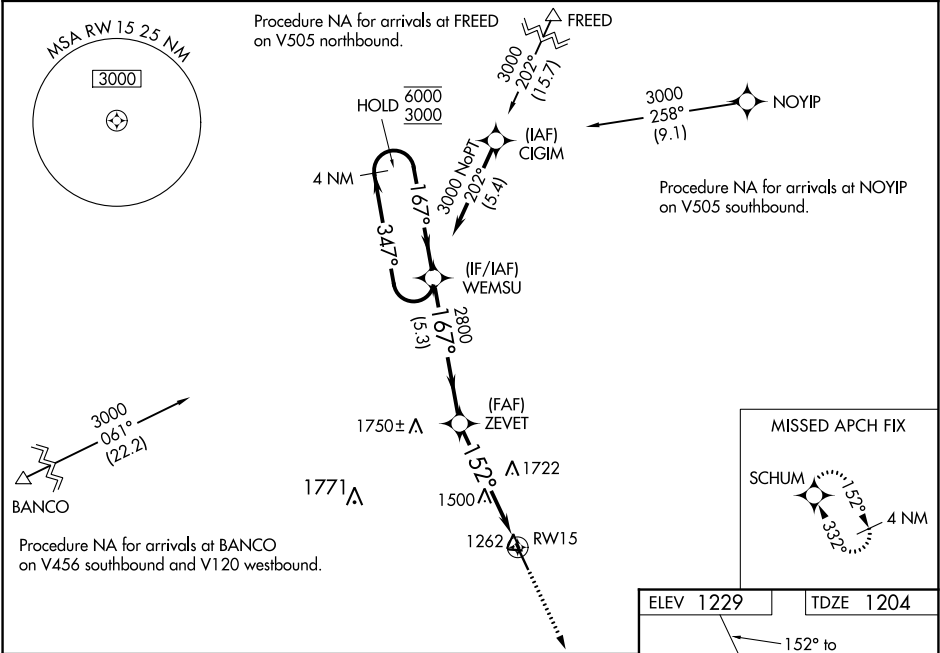 MSA RW 15 25 NM
3000
Procedure NA for arrivals at FREED
on V505 northbound.
FREED
3000
202°
(15.7)
HOLD
6000
3000
4 NM
167°
347°
(IAF)
CIGIM
3000 NoPT
202°
(5.4)
3000
258°
(9.1)
NOYIP
Procedure NA for arrivals at NOYIP
on V505 southbound.
(IF/IAF)
WEMSU
2800
167°
(5.3)
3000
061°
(22.2)
BANCO
Procedure NA for arrivals at BANCO
on V456 southbound and V120 westbound.
(FAF)
ZEVET
1750±
152°
1722
1771
1500
1262
RW15
MISSED APCH FIX
SCHUM
152°
332°
4 NM
ELEV 1229
TDZE 1204
152° to